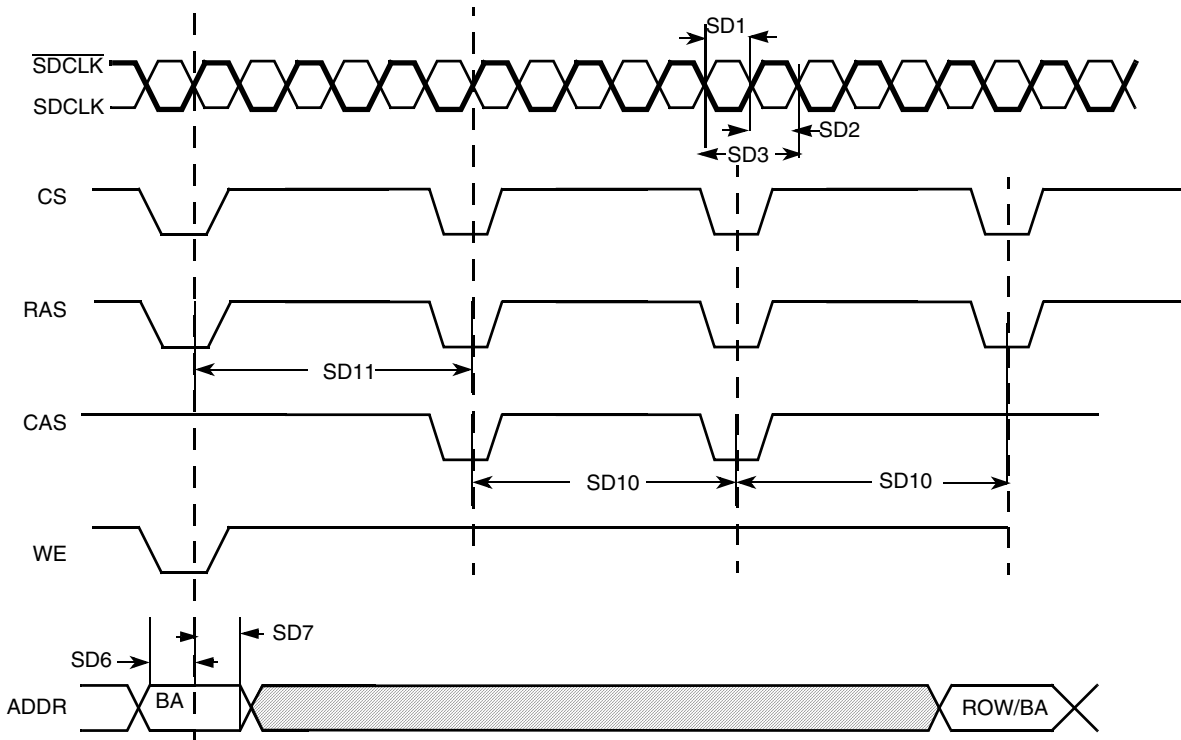 SD1
SDCLK
SDCLK
SD2
SD3
CS
RAS
SD11
CAS
SD10
SD10
WE
SD7
SD6
BA
ADDR
ROW/BA